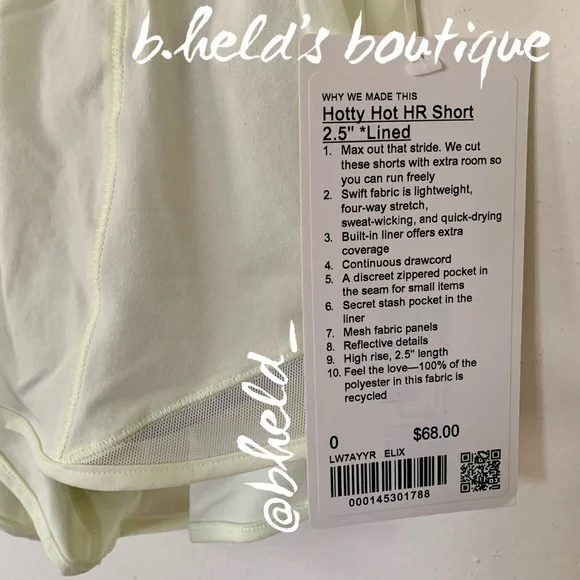 b.held's boutique
WHY WE MADE THIS
Hotty Hot HR Short
2.5" *Lined
1. Max out that stride. We cut
these shorts with extra room so
you can run freely
2. Swift fabric is lightweight,
four-way stretch,
sweat-wicking, and quick-drying
3. Built-in liner offers extra
coverage
4. Continuous drawcord
5. A discreet zippered pocket in
the seam for small items
6. Secret stash pocket in the
liner
7. Mesh fabric panels
8. Reflective details
9. High rise, 2.5" length
10. Feel the love—100% of the
polyester in this fabric is
recycled
0 $68.00
LW7AYYR ELIX
000145301788
@bheld_